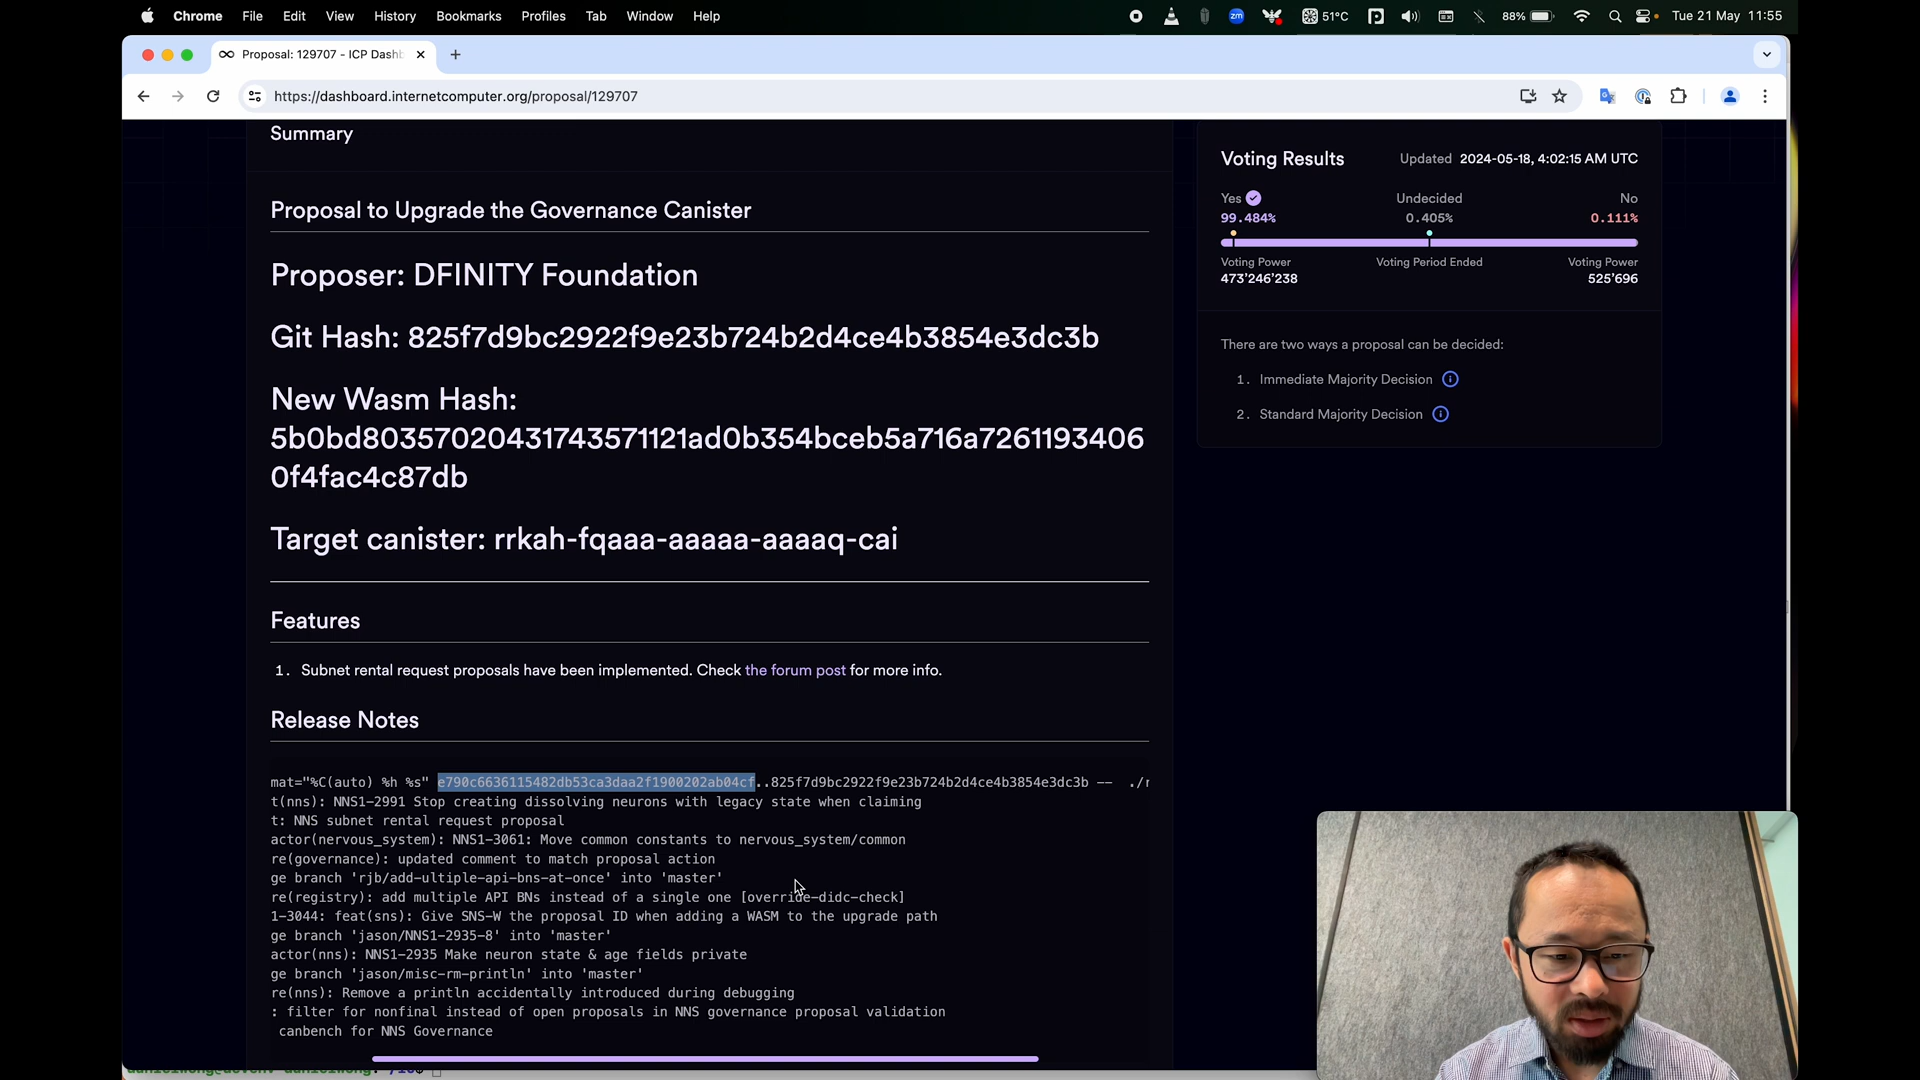 Chrome File Edit View History Bookmarks Profiles Tab Window Help zm 51°C 88% Tue 21 May 11:55
Proposal: 129707 - ICP Dashb
https://dashboard.internetcomputer.org/proposal/129707
Summary
Proposal to Upgrade the Governance Canister
Proposer: DFINITY Foundation
Git Hash: 825f7d9bc2922f9e23b724b2d4ce4b3854e3dc3b
New Wasm Hash:
5b0bd80357020431743571121ad0b354bceb5a716a7261193406
0f4fac4c87db
Target canister: rrkah-fqaaa-aaaaa-aaaaq-cai
Features
1. Subnet rental request proposals have been implemented. Check the forum post for more info.
Release Notes
mat="%C(auto) %h %s" e790c6636115482db53ca3daa2f1900202ab04cf..825f7d9bc2922f9e23b724b2d4ce4b3854e3dc3b -- ./r
t(nns): NNS1-2991 Stop creating dissolving neurons with legacy state when claiming
t: NNS subnet rental request proposal
actor(nervous_system): NNS1-3061: Move common constants to nervous_system/common
re(governance): updated comment to match proposal action
ge branch 'rjb/add-ultiple-api-bns-at-once' into 'master'
re(registry): add multiple API BNs instead of a single one [override-didc-check]
1-3044: feat(sns): Give SNS-W the proposal ID when adding a WASM to the upgrade path
ge branch 'jason/NNS1-2935-8' into 'master'
actor(nns): NNS1-2935 Make neuron state & age fields private
ge branch 'jason/misc-rm-println' into 'master'
re(nns): Remove a println accidentally introduced during debugging
: filter for nonfinal instead of open proposals in NNS governance proposal validation
canbench for NNS Governance
Voting Results Updated 2024-05-18, 4:02:15 AM UTC
Yes Undecided No
99.484% 0.405% 0.111%
Voting Power Voting Period Ended Voting Power
473'246'238 525'696
There are two ways a proposal can be decided:
1. Immediate Majority Decision
2. Standard Majority Decision